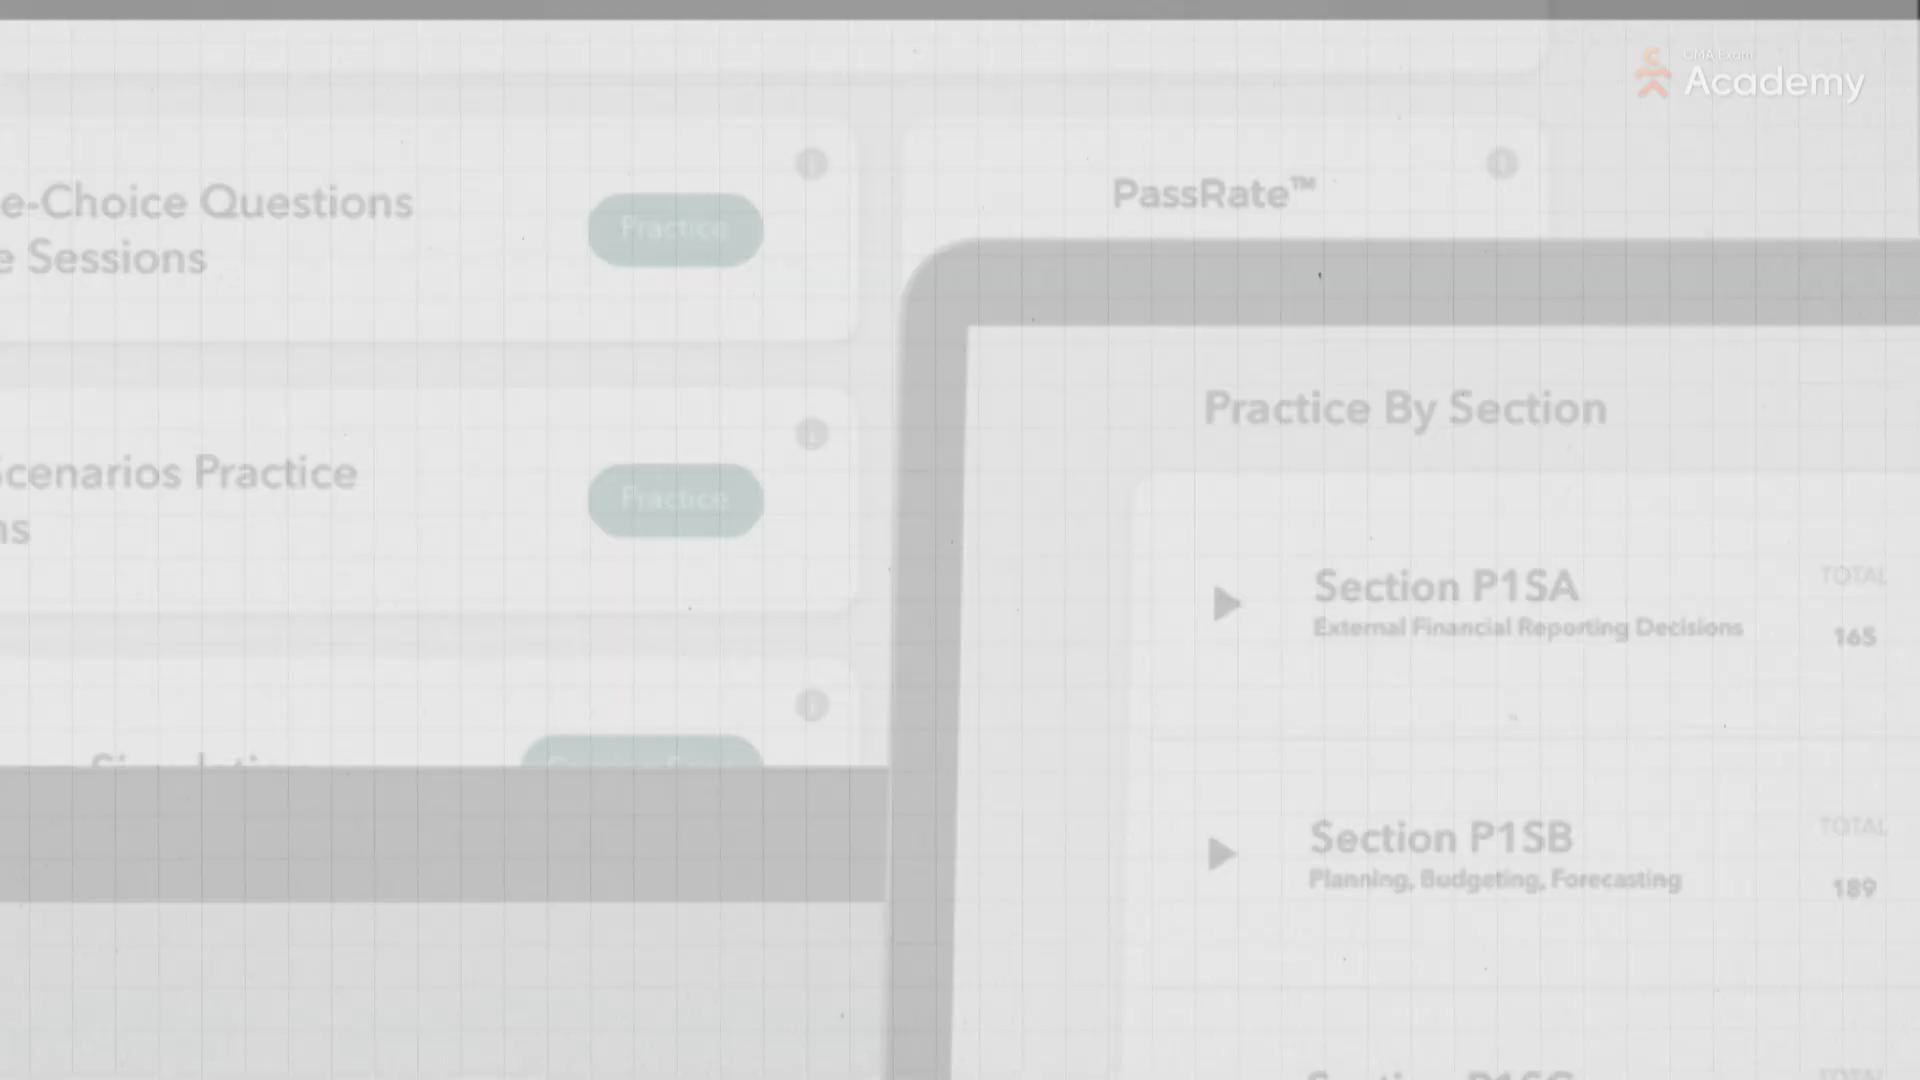 CMA Exam
Academy
e-Choice Questions
e Sessions
Practice
PassRate™
Scenarios Practice
ns
Practice
Practice By Section
Section P1SA
External Financial Reporting Decisions
TOTAL
165
Section P1SB
Planning, Budgeting, Forecasting
TOTAL
189
TOTAL